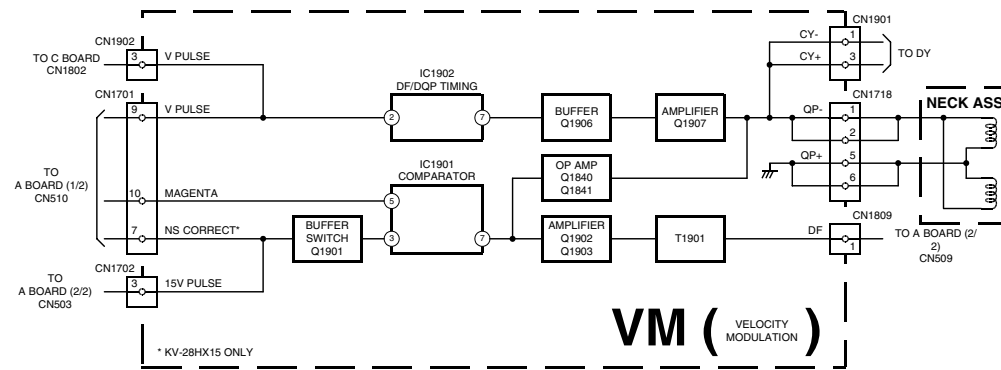 CN1902
TO C BOARD
CN1802
3
V PULSE
CN1701
9
V PULSE
TO
A BOARD (1/2)
CN510
10
MAGENTA
7
NS CORRECT*
CN1702
TO
A BOARD (2/2)
CN503
3
15V PULSE
* KV-28HX15 ONLY
BUFFER
SWITCH
Q1901
IC1902
DF/DQP TIMING
2
7
IC1901
COMPARATOR
5
3
7
BUFFER
Q1906
AMPLIFIER
Q1907
OP AMP
Q1840
Q1841
AMPLIFIER
Q1902
Q1903
T1901
CN1901
CY-
1
CY+
3
TO DY
CN1718
QP-
1
2
QP+
5
6
NECK ASS
CN1809
DF
1
TO A BOARD (2/
2)
CN509
VM (
VELOCITY
MODULATION
)